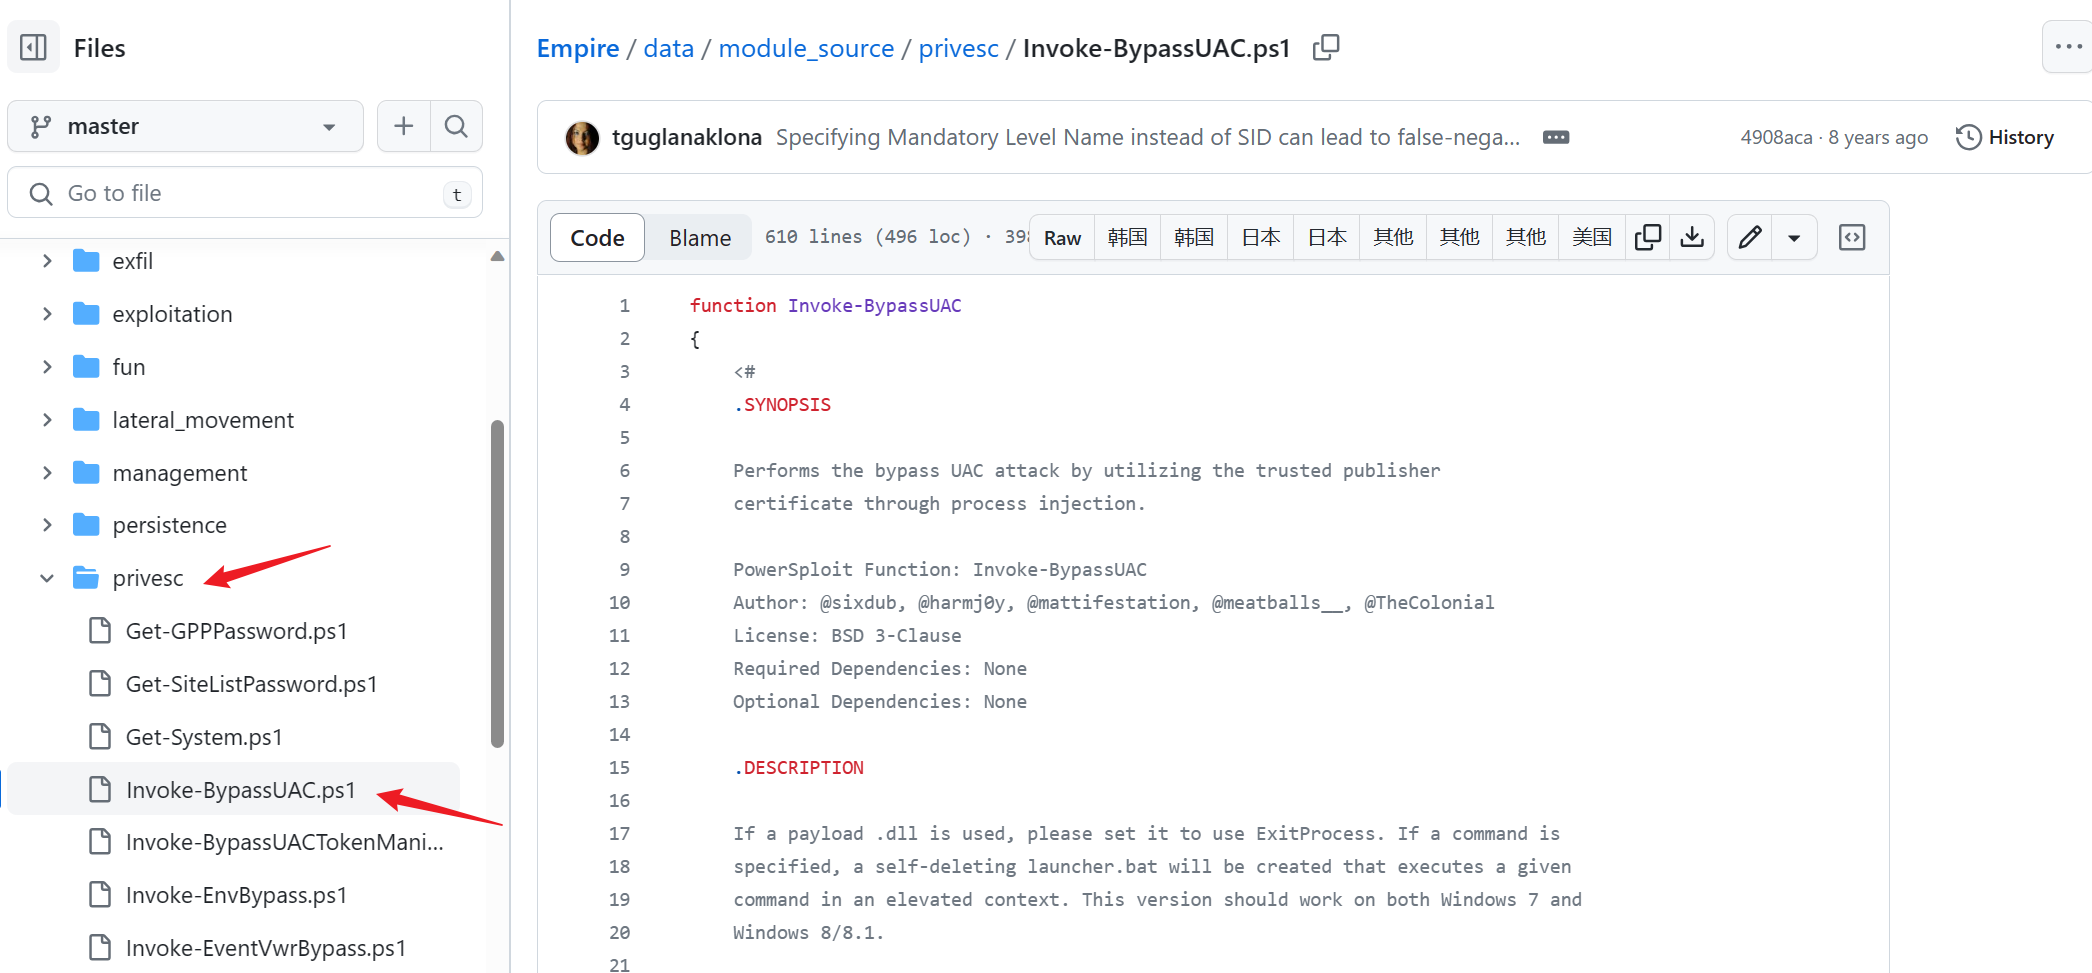 Files
master
Go to file
t
exfil
exploitation
fun
lateral_movement
management
persistence
privesc
Get-GPPPassword.ps1
Get-SiteListPassword.ps1
Get-System.ps1
Invoke-BypassUAC.ps1
Invoke-BypassUACTokenMani...
Invoke-EnvBypass.ps1
Invoke-EventVwrBypass.ps1
Empire / data / module_source / privesc / Invoke-BypassUAC.ps1
tguglanaklona Specifying Mandatory Level Name instead of SID can lead to false-nega... 4908aca · 8 years ago History
Code Blame 610 lines (496 loc) · 398 Raw 韩国 韩国 日本 日本 其他 其他 其他 美国
1 function Invoke-BypassUAC
2 {
3 <#
4 .SYNOPSIS
5
6 Performs the bypass UAC attack by utilizing the trusted publisher
7 certificate through process injection.
8
9 PowerSploit Function: Invoke-BypassUAC
10 Author: @sixdub, @harmj0y, @mattifestation, @meatballs__, @TheColonial
11 License: BSD 3-Clause
12 Required Dependencies: None
13 Optional Dependencies: None
14
15 .DESCRIPTION
16
17 If a payload .dll is used, please set it to use ExitProcess. If a command is
18 specified, a self-deleting launcher.bat will be created that executes a given
19 command in an elevated context. This version should work on both Windows 7 and
20 Windows 8/8.1.
21